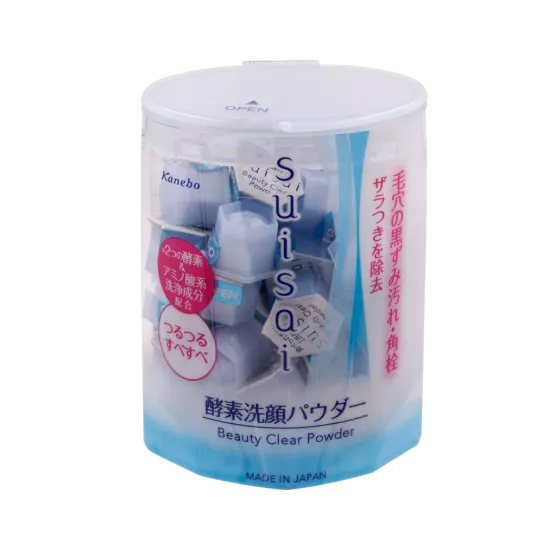 OPEN
suisai
Kanebo
Beauty Clear
Powder
2つの酵素
&
アミノ酸系
洗浄成分
配合
つるつる
すべすべ
毛穴の黒ずみ汚れ・角栓
ザラつきを除去
酵素洗顔パウダー
Beauty Clear Powder
MADE IN JAPAN